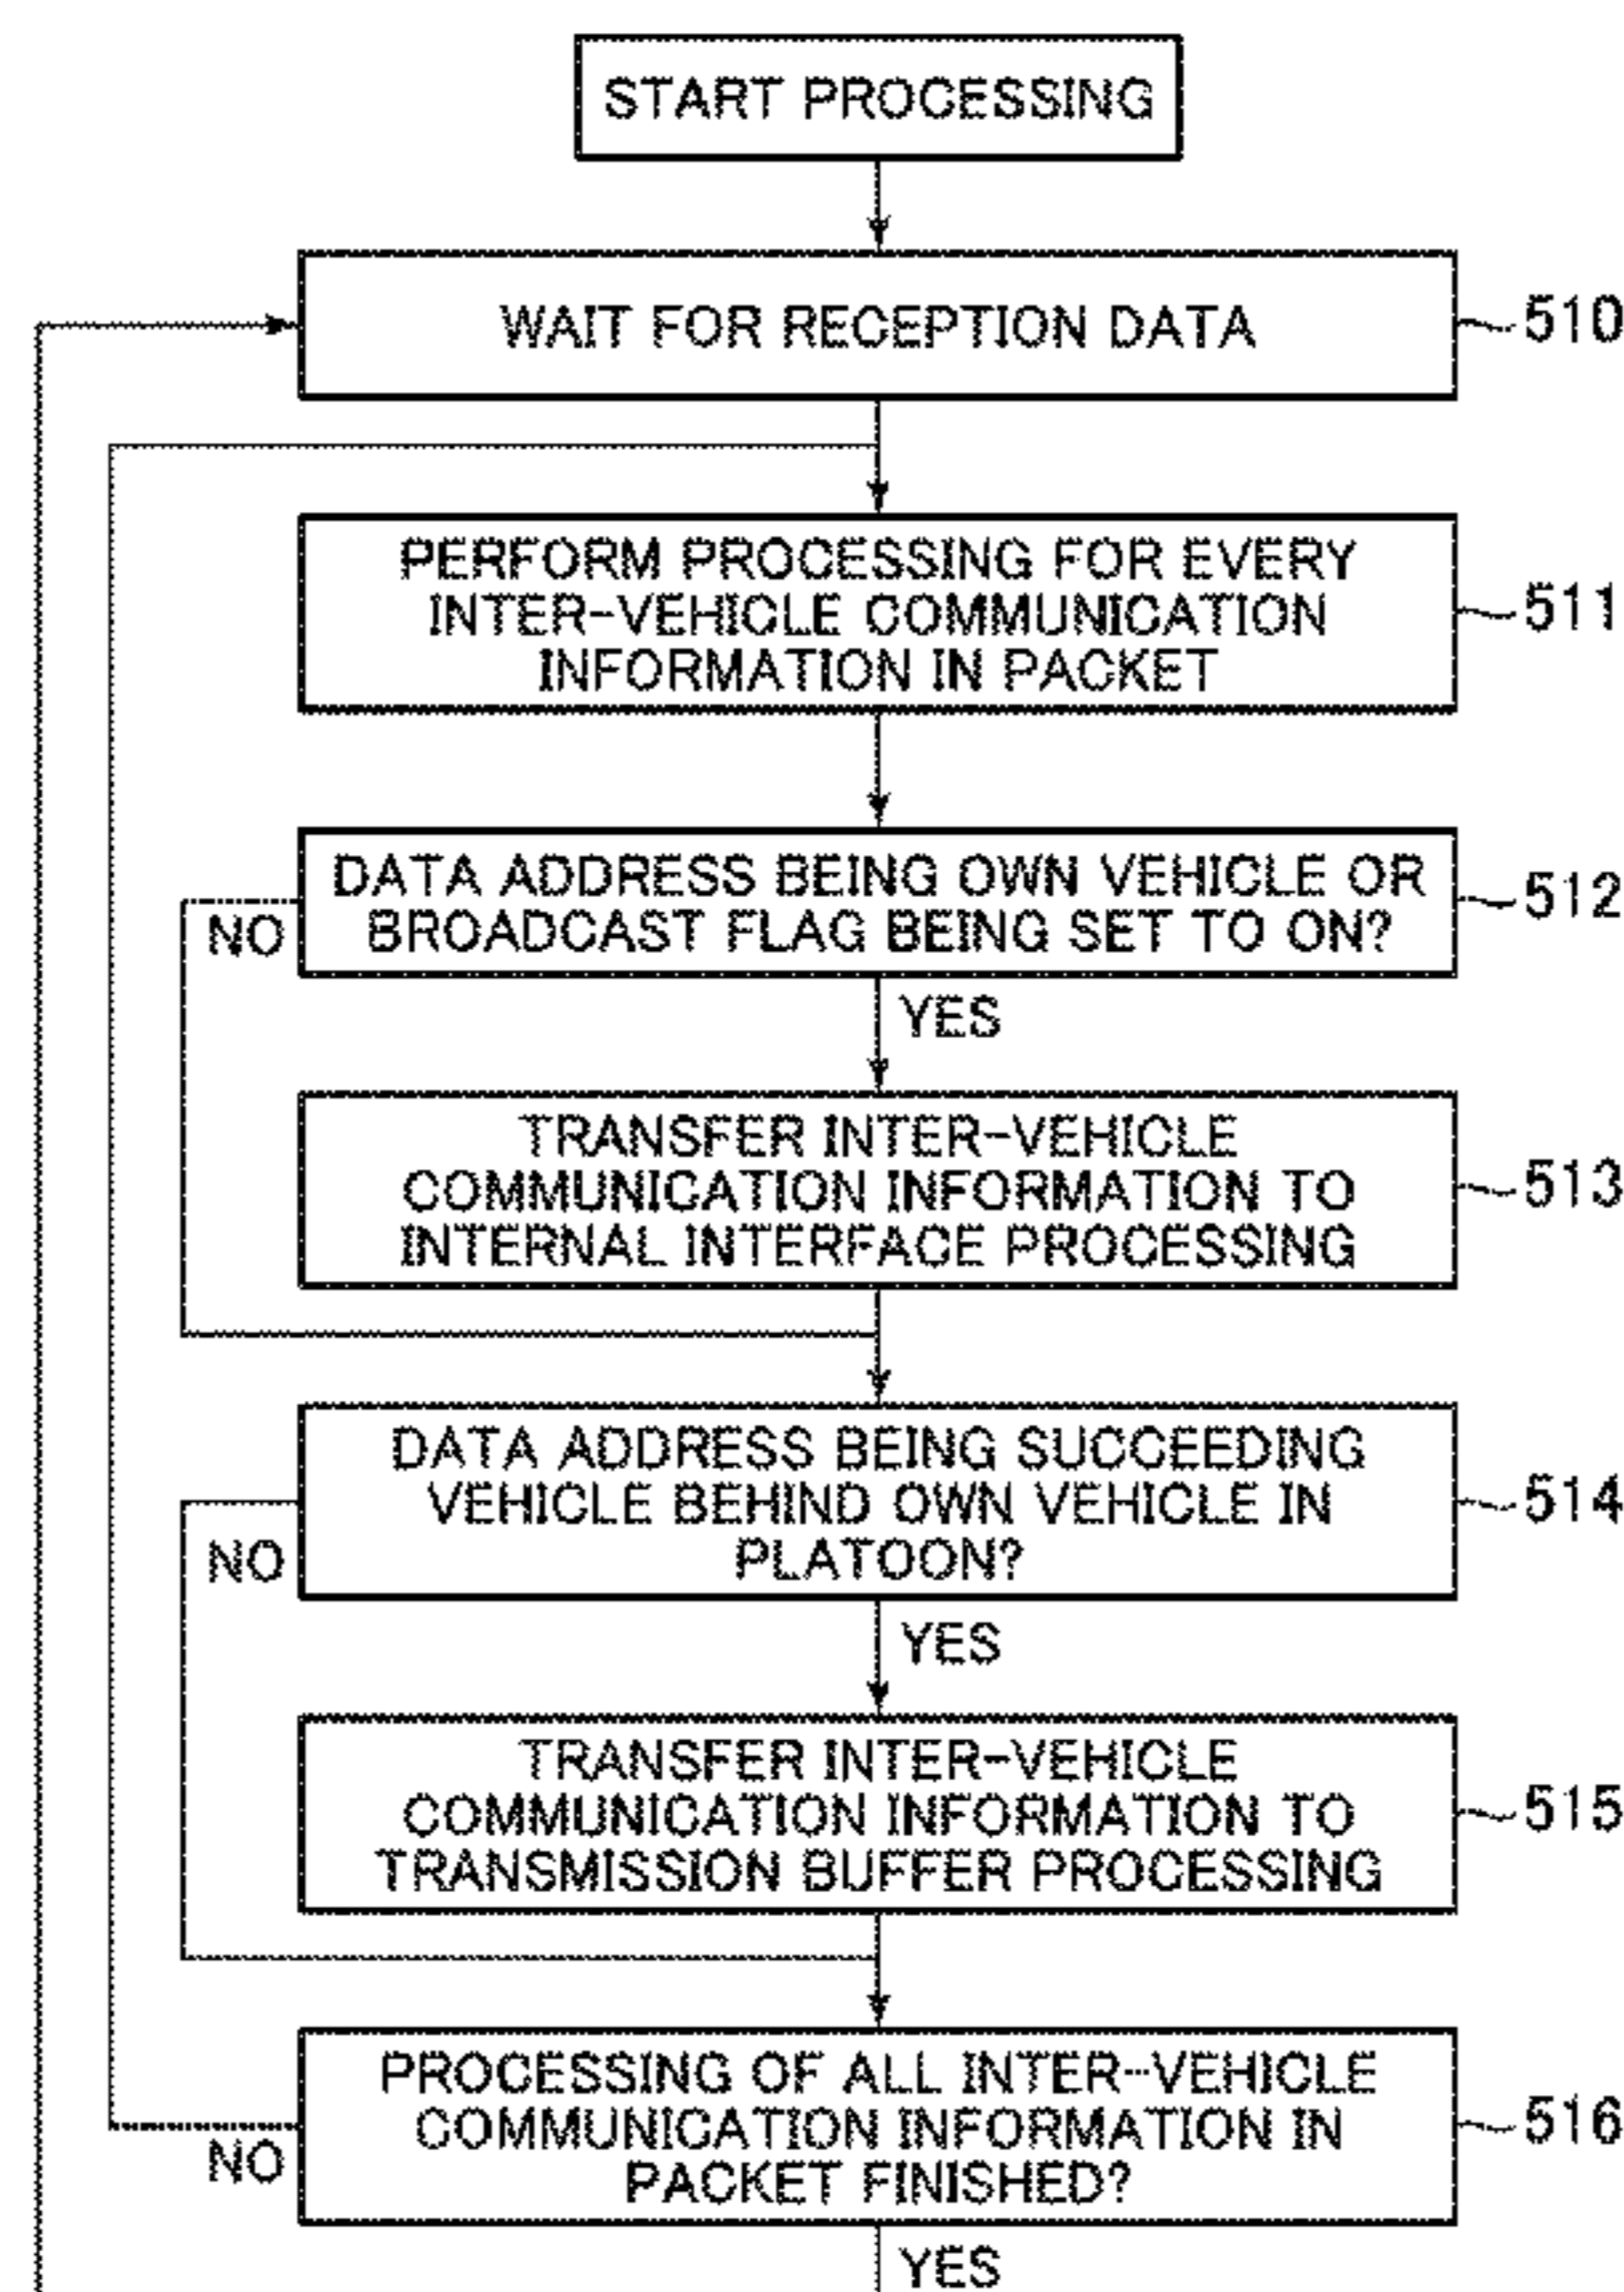 START PROCESSING
WAIT FOR RECEPTION DATA
510
PERFORM PROCESSING FOR EVERY
INTER-VEHICLE COMMUNICATION
INFORMATION IN PACKET
511
DATA ADDRESS BEING OWN VEHICLE OR
BROADCAST FLAG BEING SET TO ON?
512
NO
YES
TRANSFER INTER-VEHICLE
COMMUNICATION INFORMATION TO
INTERNAL INTERFACE PROCESSING
513
DATA ADDRESS BEING SUCCEEDING
VEHICLE BEHIND OWN VEHICLE IN
PLATOON?
514
NO
YES
TRANSFER INTER-VEHICLE
COMMUNICATION INFORMATION TO
TRANSMISSION BUFFER PROCESSING
515
PROCESSING OF ALL INTER-VEHICLE
COMMUNICATION INFORMATION IN
PACKET FINISHED?
516
NO
YES